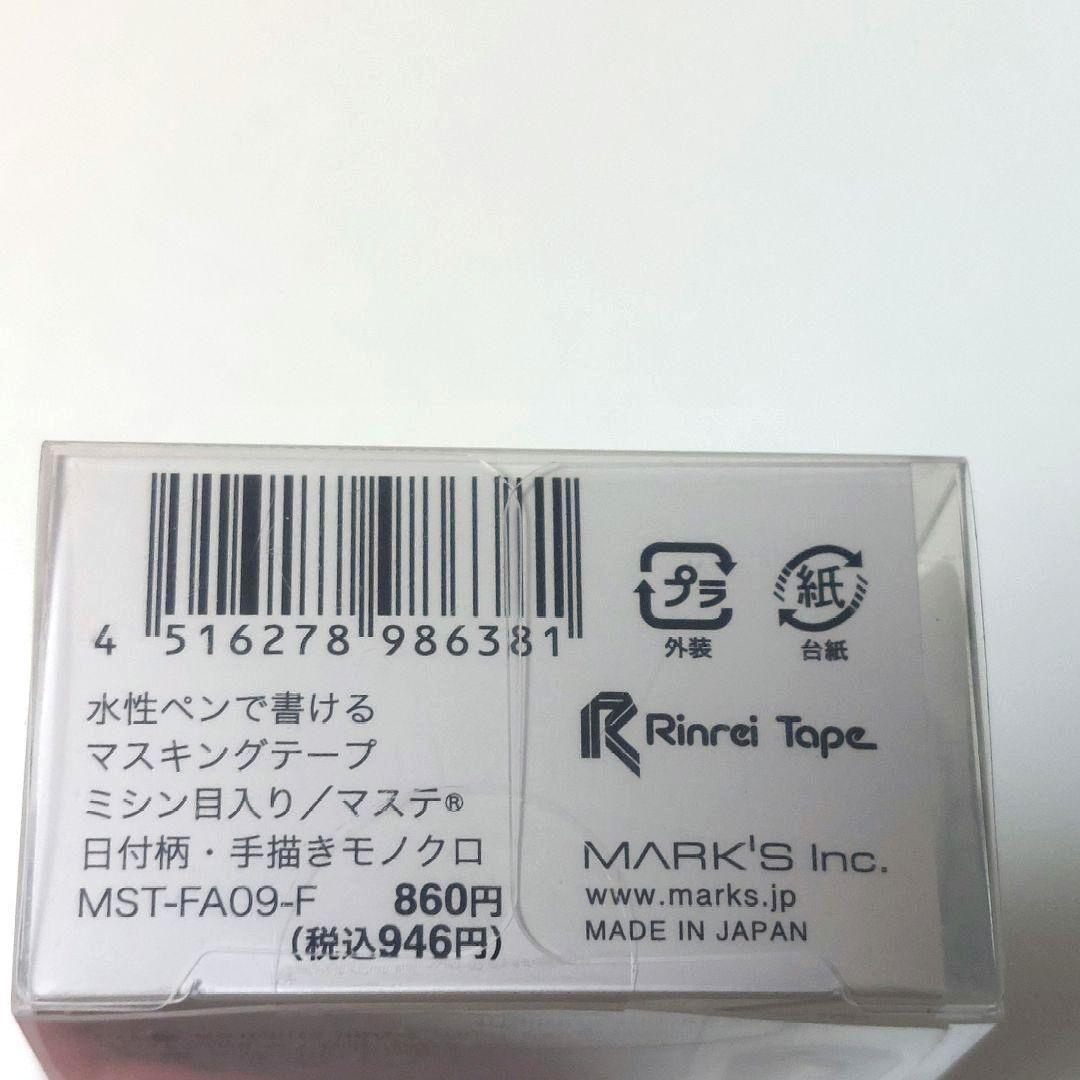 4 516278 986381
水性ペンで書ける
マスキングテープ
ミシン目入り／マステ®
日付柄・手描きモノクロ
MST-FA09-F 860円
(税込946円)
プラ
外装
紙
台紙
Rinrei Tape
MARK'S Inc.
www.marks.jp
MADE IN JAPAN